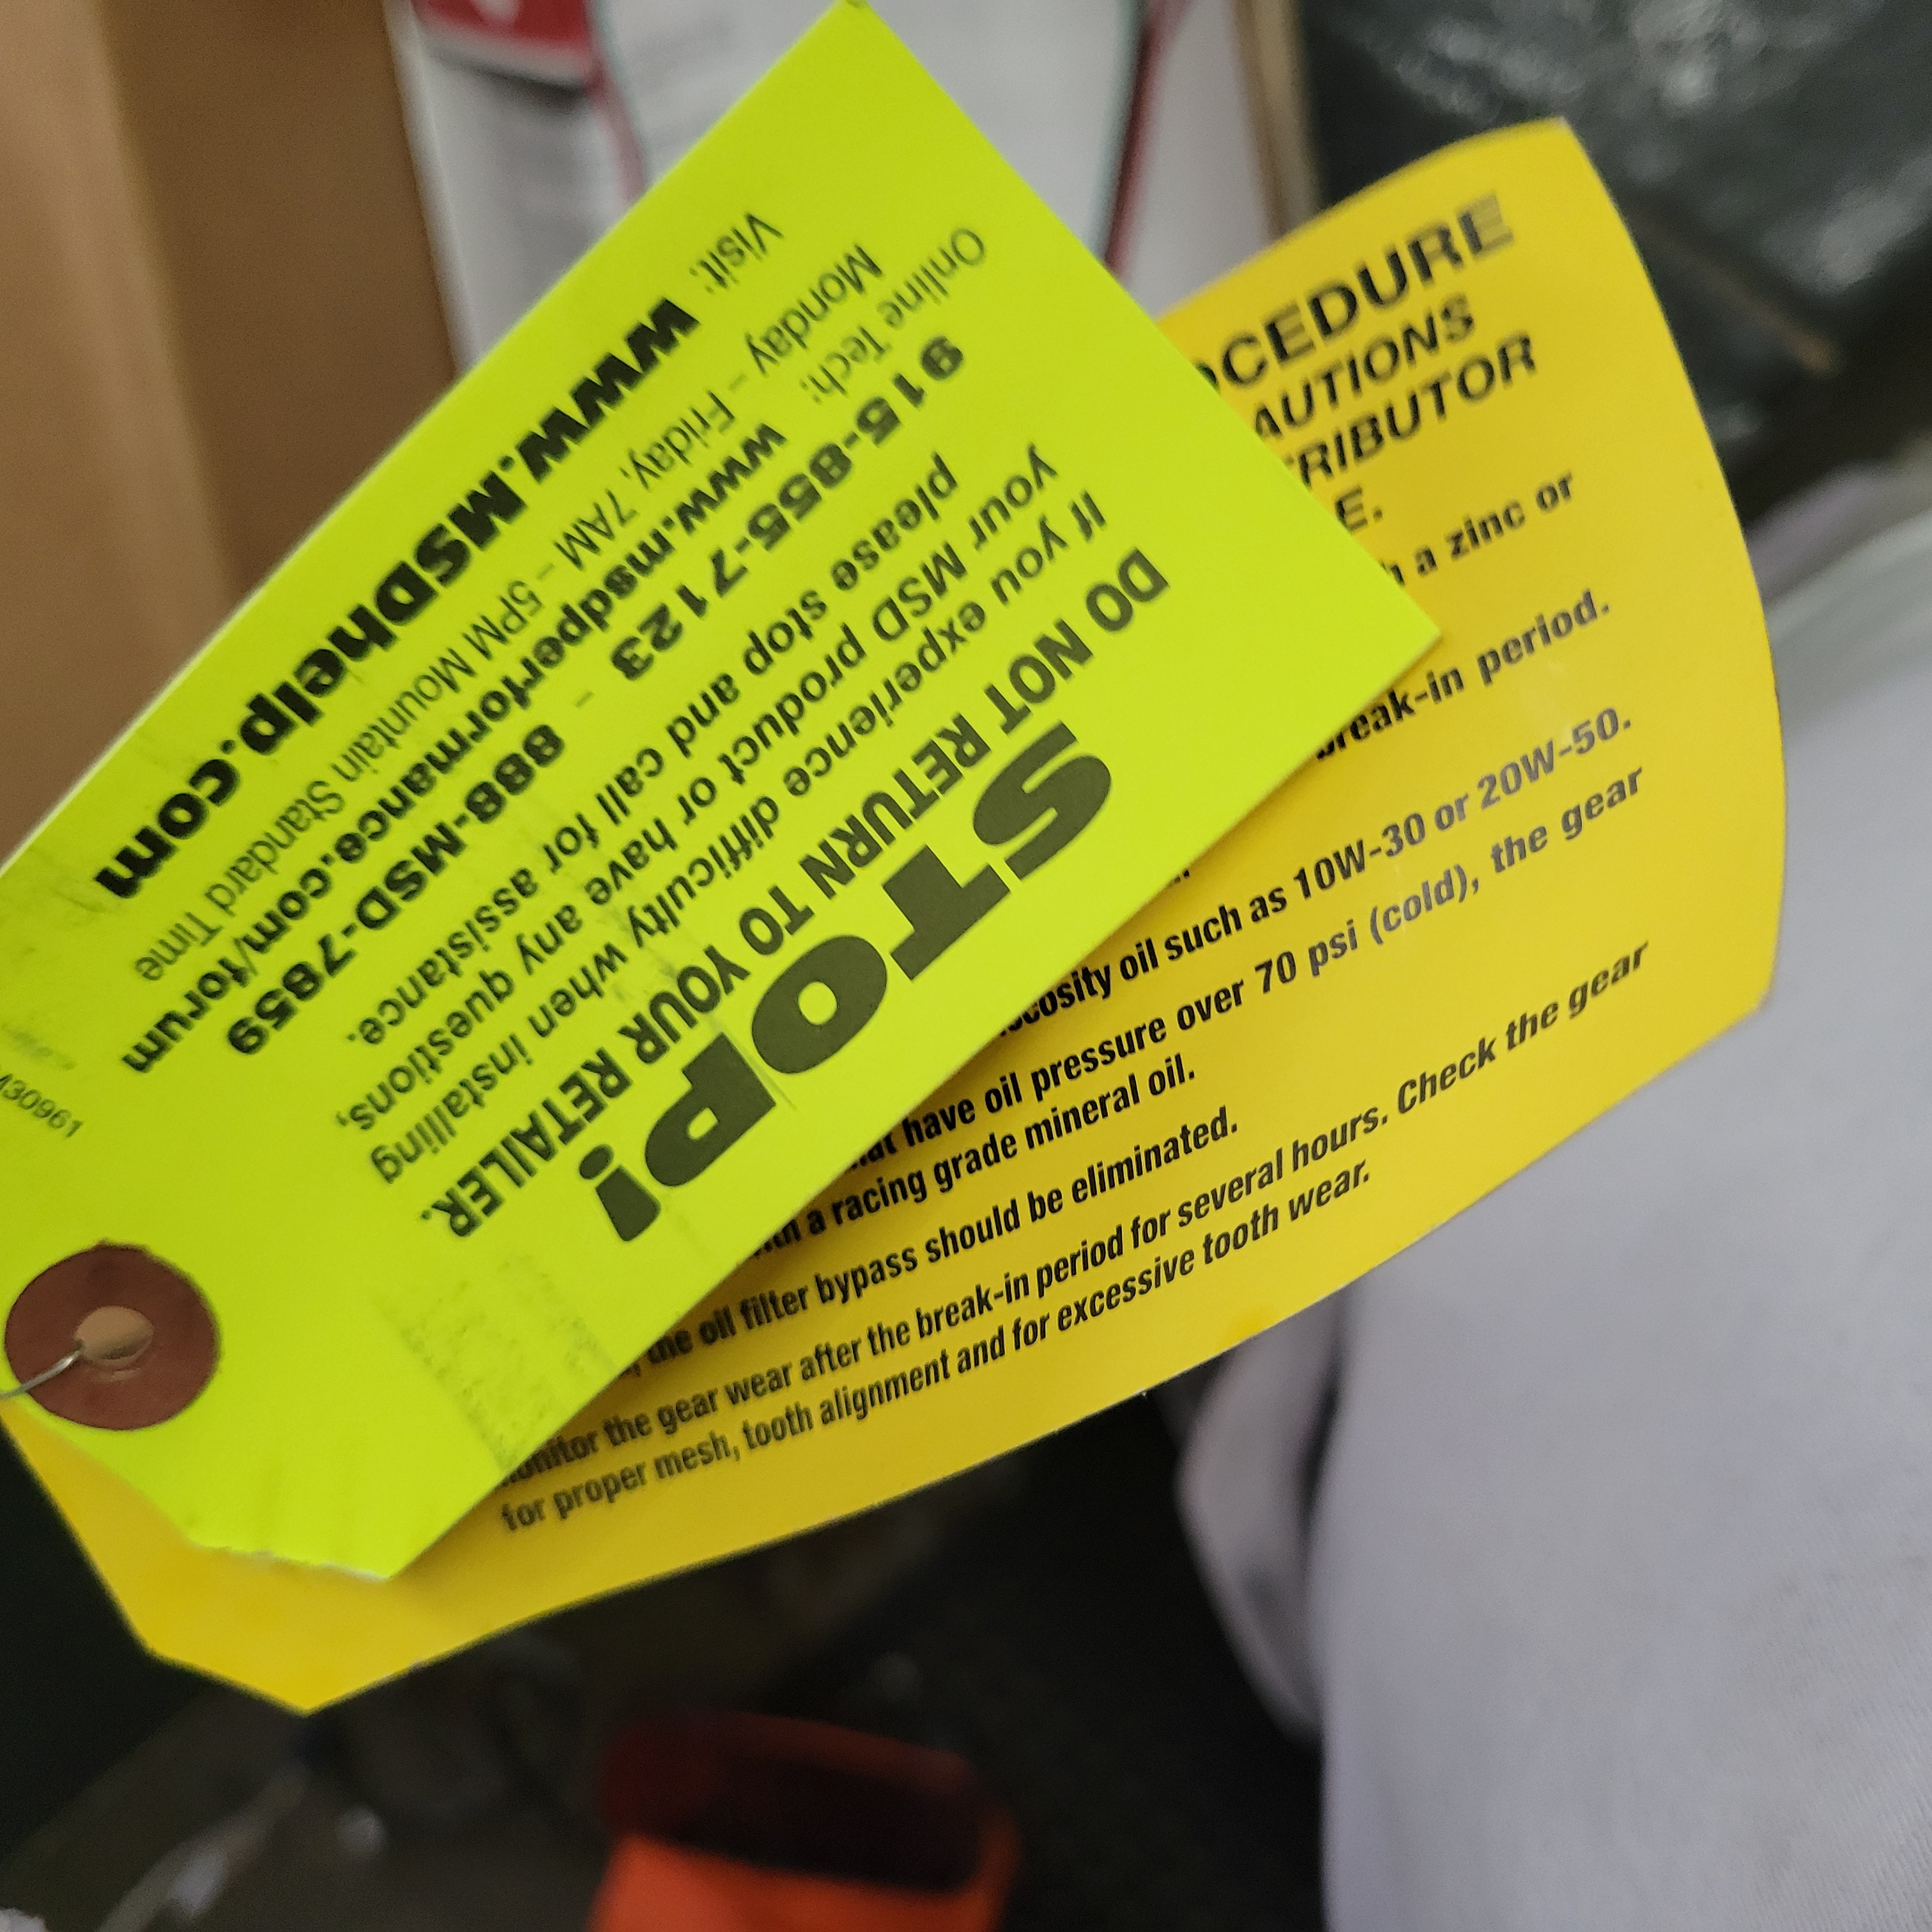 STOP!
DO NOT RETURN TO YOUR RETAILER.
If you experience difficulty when installing
your MSD product or have any questions,
please stop and call for assistance.
915-855-7123 – 888-MSD-7859
Online Tech: www.msdperformance.com/forum
Monday – Friday, 7AM – 5PM Mountain Standard Time
Visit: www.MSDhelp.com
M30961
OCEDURE
AUTIONS
TRIBUTOR
E.
h a zinc or
break-in period.
scosity oil such as 10W-30 or 20W-50.
have oil pressure over 70 psi (cold), the gear
a racing grade mineral oil.
the oil filter bypass should be eliminated.
the gear wear after the break-in period for several hours. Check the gear
for proper mesh, tooth alignment and for excessive tooth wear.